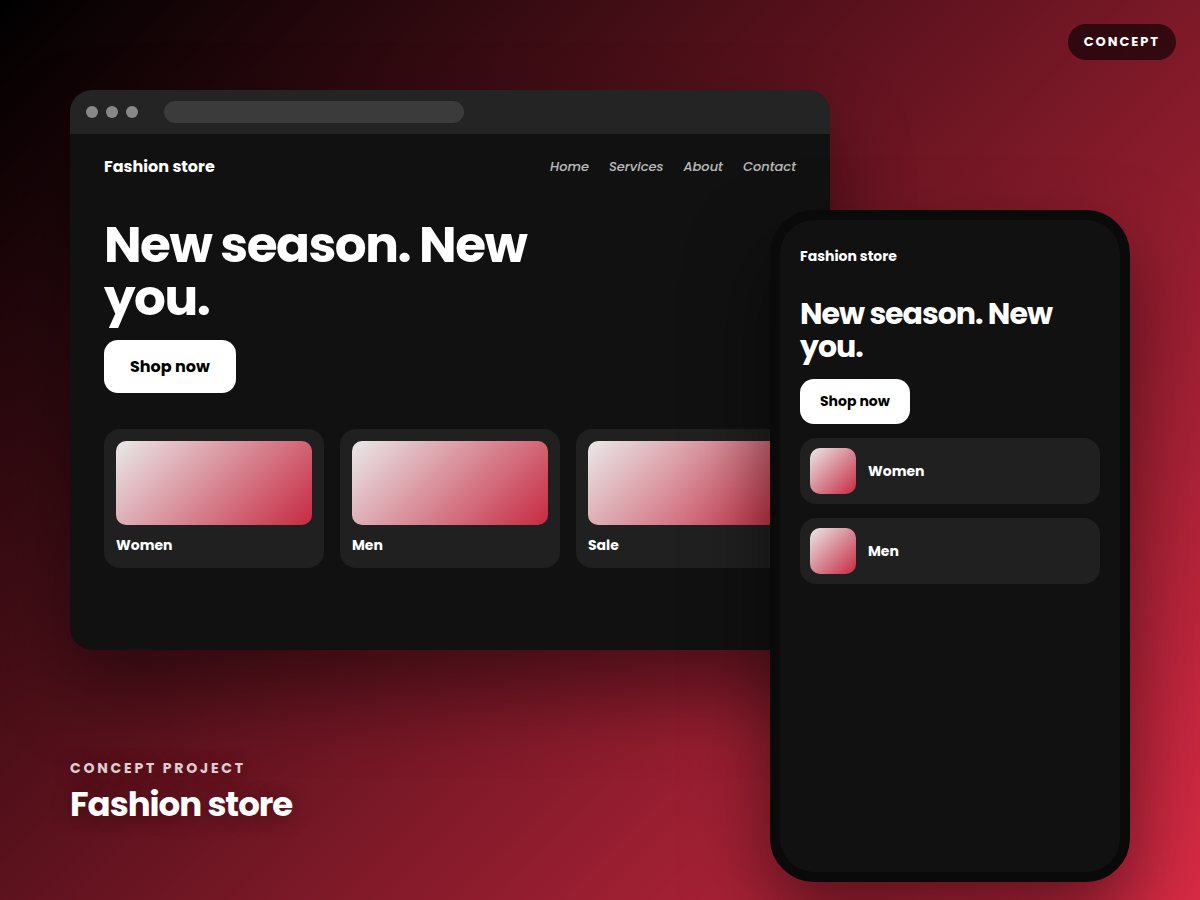 CONCEPT
Fashion store
Home Services About Contact
New season. New
you.
Shop now
Women
Men
Sale
Fashion store
New season. New
you.
Shop now
Women
Men
CONCEPT PROJECT
Fashion store